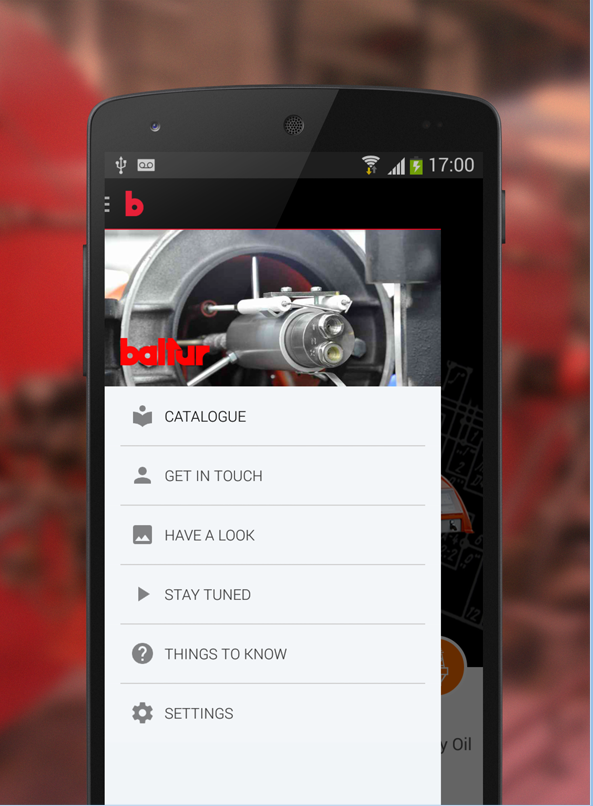 17:00
b
baltur
CATALOGUE
GET IN TOUCH
HAVE A LOOK
STAY TUNED
THINGS TO KNOW
SETTINGS
y Oil